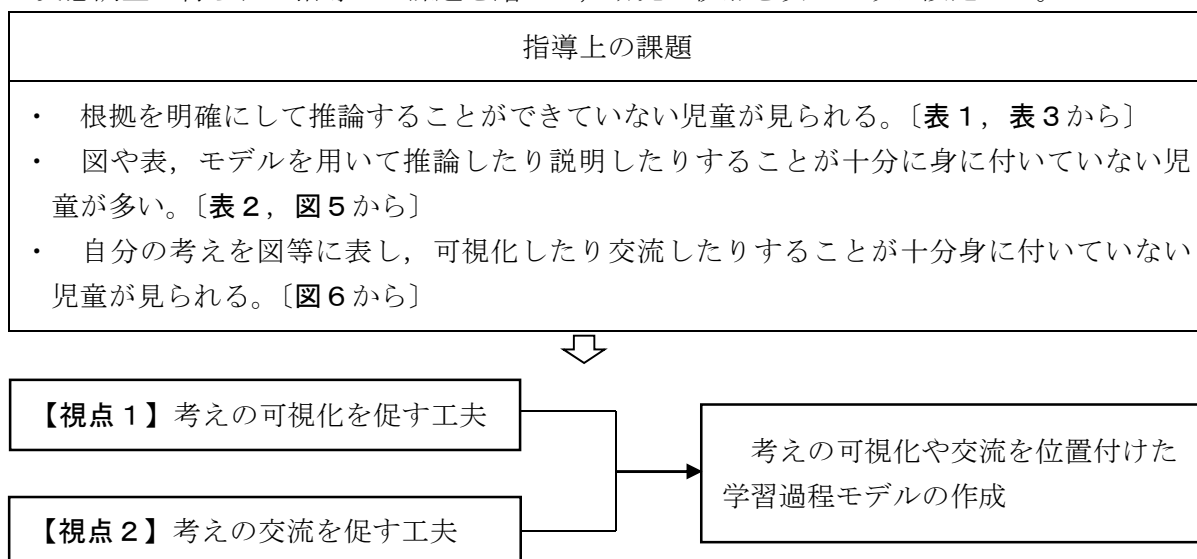 指導上の課題
・　根拠を明確にして推論することができていない児童が見られる。〔表１，表３から〕
・　図や表，モデルを用いて推論したり説明したりすることが十分に身に付いていない児
童が多い。〔表２，図５から〕
・　自分の考えを図等に表し，可視化したり交流したりすることが十分身に付いていない
児童が見られる。〔図６から〕
【視点１】考えの可視化を促す工夫
【視点２】考えの交流を促す工夫
考えの可視化や交流を位置付けた
学習過程モデルの作成